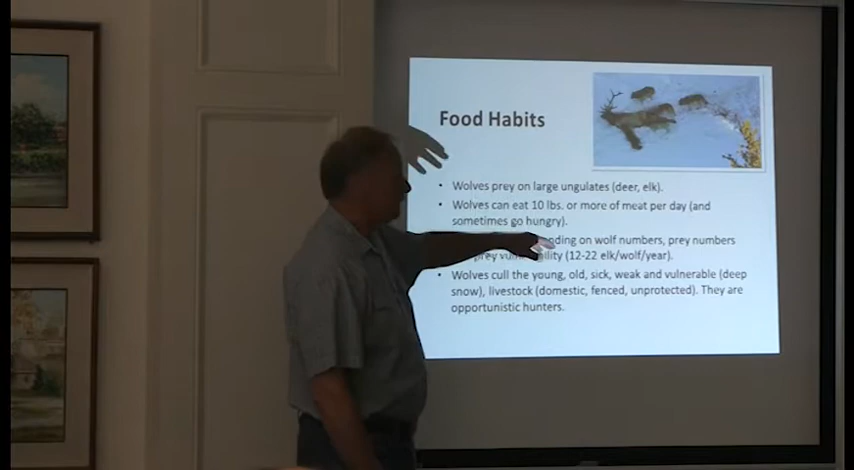 Food Habits
• Wolves prey on large ungulates (deer, elk).
• Wolves can eat 10 lbs. or more of meat per day (and
sometimes go hungry).
on wolf numbers, prey numbers
prey (12-22 elk/wolf/year).
• Wolves cull the young, old, sick, weak and vulnerable (deep
snow), livestock (domestic, fenced, unprotected). They are
opportunistic hunters.